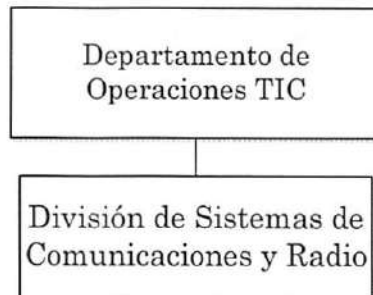 Departamento de
Operaciones TIC
División de Sistemas de
Comunicaciones y Radio